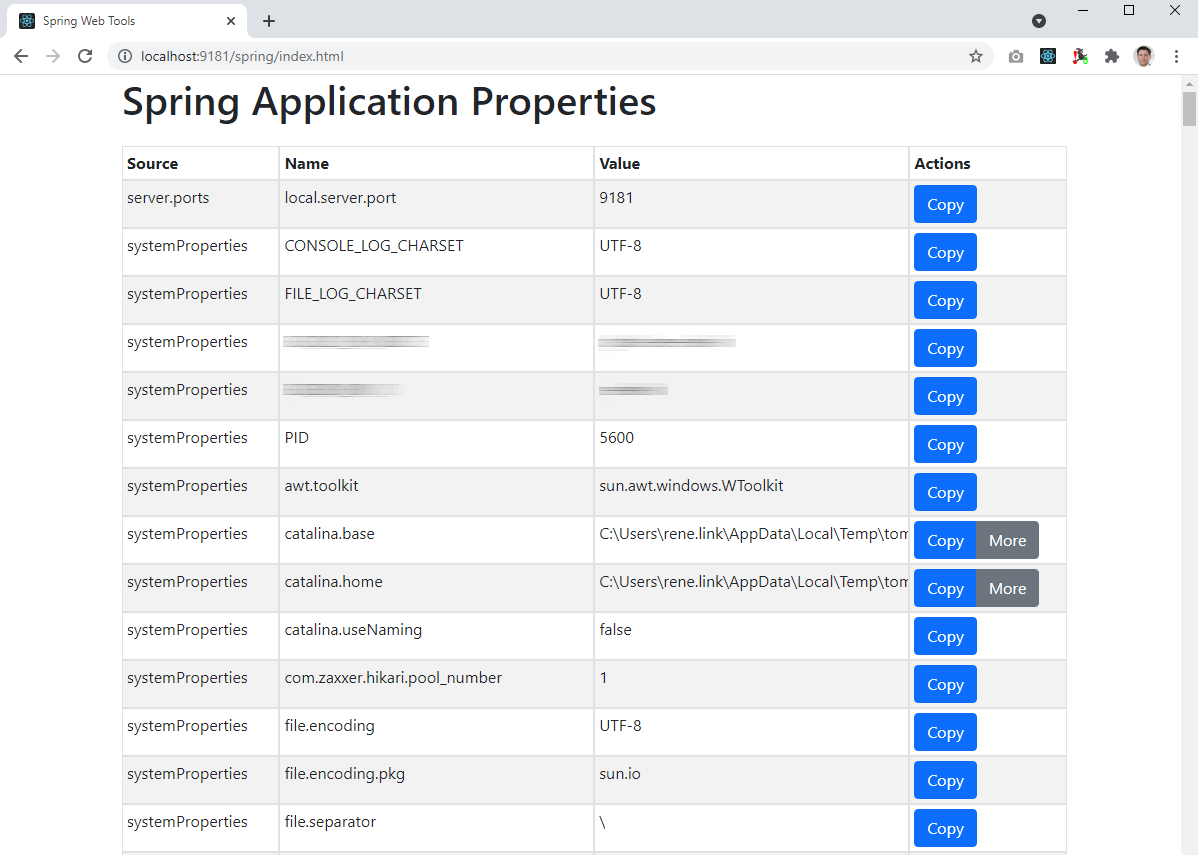 Spring Web Tools
localhost:9181/spring/index.html
Spring Application Properties
Source Name Value Actions
server.ports local.server.port 9181 Copy
systemProperties CONSOLE_LOG_CHARSET UTF-8 Copy
systemProperties FILE_LOG_CHARSET UTF-8 Copy
systemProperties Copy
systemProperties Copy
systemProperties PID 5600 Copy
systemProperties awt.toolkit sun.awt.windows.WToolkit Copy
systemProperties catalina.base C:\Users\rene.link\AppData\Local\Temp\tom Copy More
systemProperties catalina.home C:\Users\rene.link\AppData\Local\Temp\tom Copy More
systemProperties catalina.useNaming false Copy
systemProperties com.zaxxer.hikari.pool_number 1 Copy
systemProperties file.encoding UTF-8 Copy
systemProperties file.encoding.pkg sun.io Copy
systemProperties file.separator \ Copy